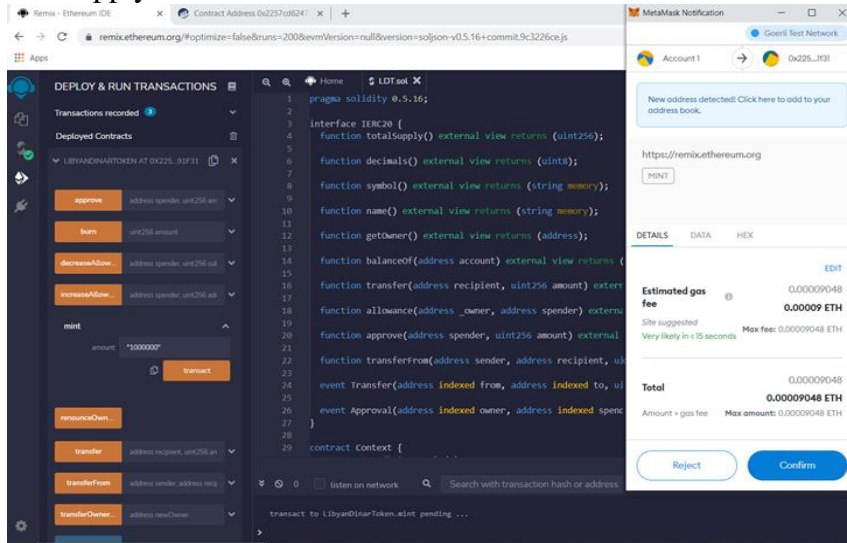 Remix - Ethereum IDE
Contract Address 0x2257cd6247
remix.ethereum.org/#optimize=false&runs=200&evmVersion=null&version=soljson-v0.5.16+commit.9c3226ce.js
Apps
DEPLOY & RUN TRANSACTIONS
Transactions recorded 3
Deployed Contracts
LIBYANDINARTOKEN AT 0X225...91F31
approve address spender, uint256 am
burn uint256 amount
decreaseAllow... address spender, uint256 sub
increaseAllow... address spender, uint256 add
mint
amount: "1000000"
transact
renounceOwn...
transfer address recipient, uint256 an
transferFrom address sender, address recip
transferOwner... address newOwner
Home
LDT.sol
1 pragma solidity 0.5.16;
2
3 interface IERC20 {
4 function totalSupply() external view returns (uint256);
5
6 function decimals() external view returns (uint8);
7
8 function symbol() external view returns (string memory);
9
10 function name() external view returns (string memory);
11
12 function getOwner() external view returns (address);
13
14 function balanceOf(address account) external view returns (
15
16 function transfer(address recipient, uint256 amount) extern
17
18 function allowance(address _owner, address spender) externa
19
20 function approve(address spender, uint256 amount) external
21
22 function transferFrom(address sender, address recipient, ui
23
24 event Transfer(address indexed from, address indexed to, ui
25
26 event Approval(address indexed owner, address indexed spend
27 }
28
29 contract Context {
0
listen on network
Search with transaction hash or address
transact to LibyanDinarToken.mint pending ...
>
MetaMask Notification
Goerli Test Network
Account 1
0x225...1f31
New address detected! Click here to add to your
address book.
https://remix.ethereum.org
MINT
DETAILS DATA HEX
EDIT
Estimated gas
fee
0.00009048
0.00009 ETH
Site suggested
Very likely in < 15 seconds
Max fee: 0.00009048 ETH
Total
0.00009048
0.00009048 ETH
Amount + gas fee
Max amount: 0.00009048 ETH
Reject
Confirm